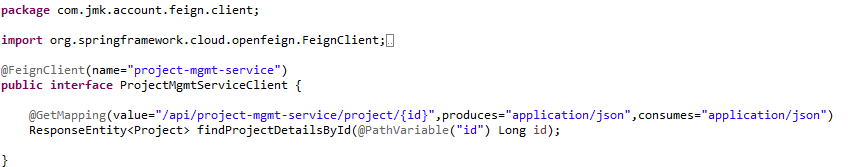 package com.jmk.account.feign.client;
import org.springframework.cloud.openfeign.FeignClient;
@FeignClient(name="project-mgmt-service")
public interface ProjectMgmtServiceClient {
@GetMapping(value="/api/project-mgmt-service/project/{id}",produces="application/json",consumes="application/json")
ResponseEntity<Project> findProjectDetailsById(@PathVariable("id") Long id);
}